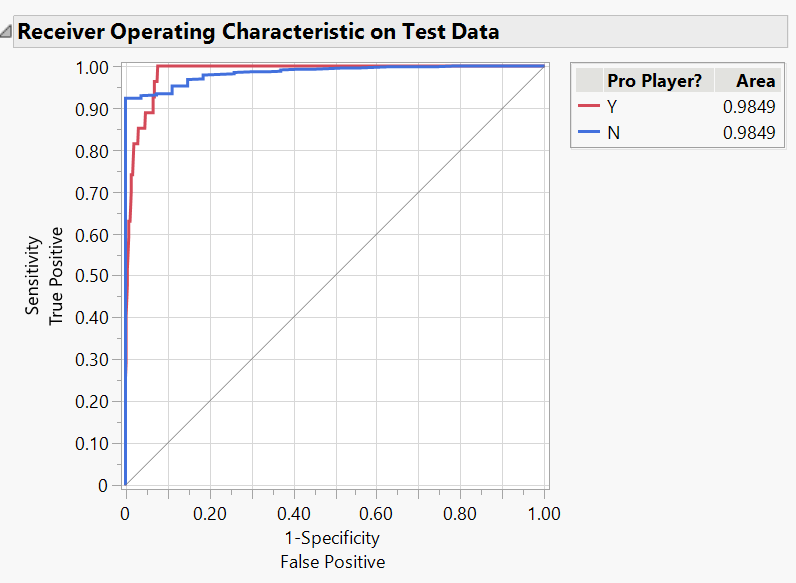 Receiver Operating Characteristic on Test Data
1.00
0.90
0.80
0.70
0.60
0.50
0.40
0.30
0.20
0.10
0
Sensitivity
True Positive
0 0.20 0.40 0.60 0.80 1.00
1-Specificity
False Positive
Pro Player? Area
Y 0.9849
N 0.9849